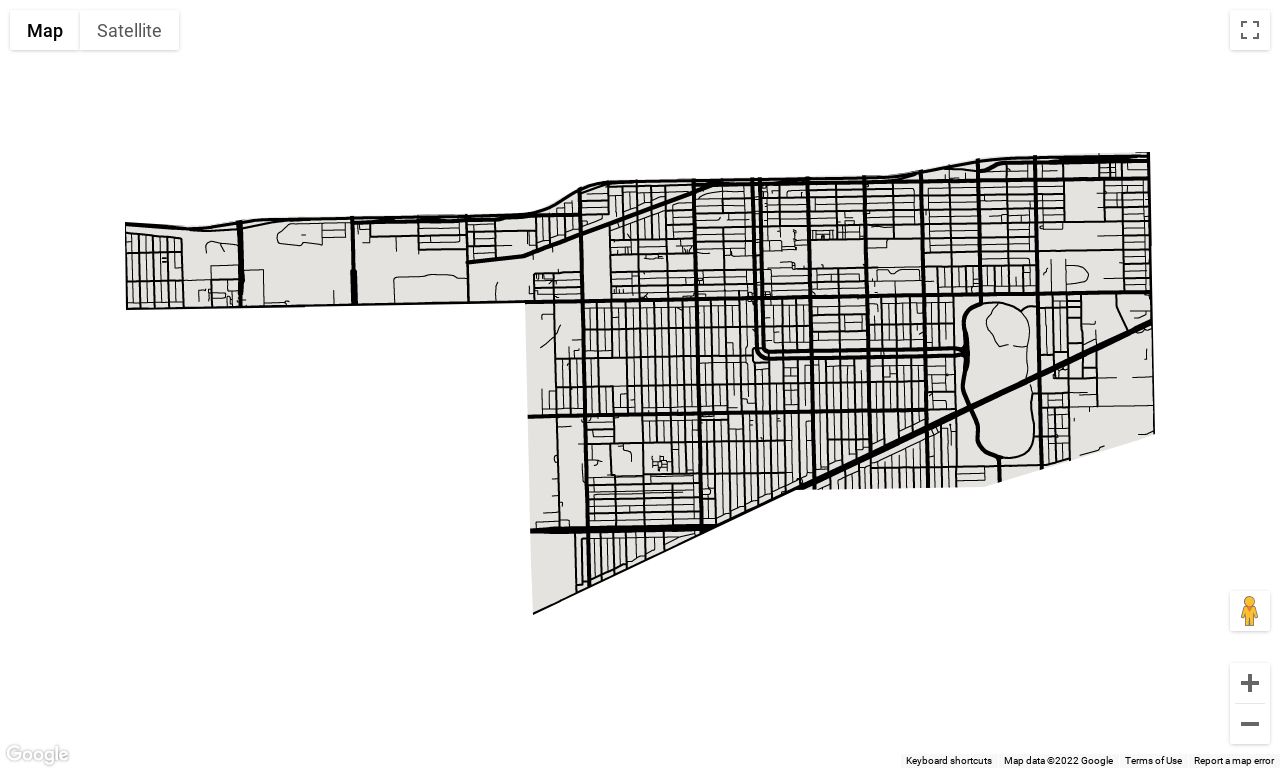 Map
Satellite
Google
Keyboard shortcuts
Map data ©2022 Google
Terms of Use
Report a map error